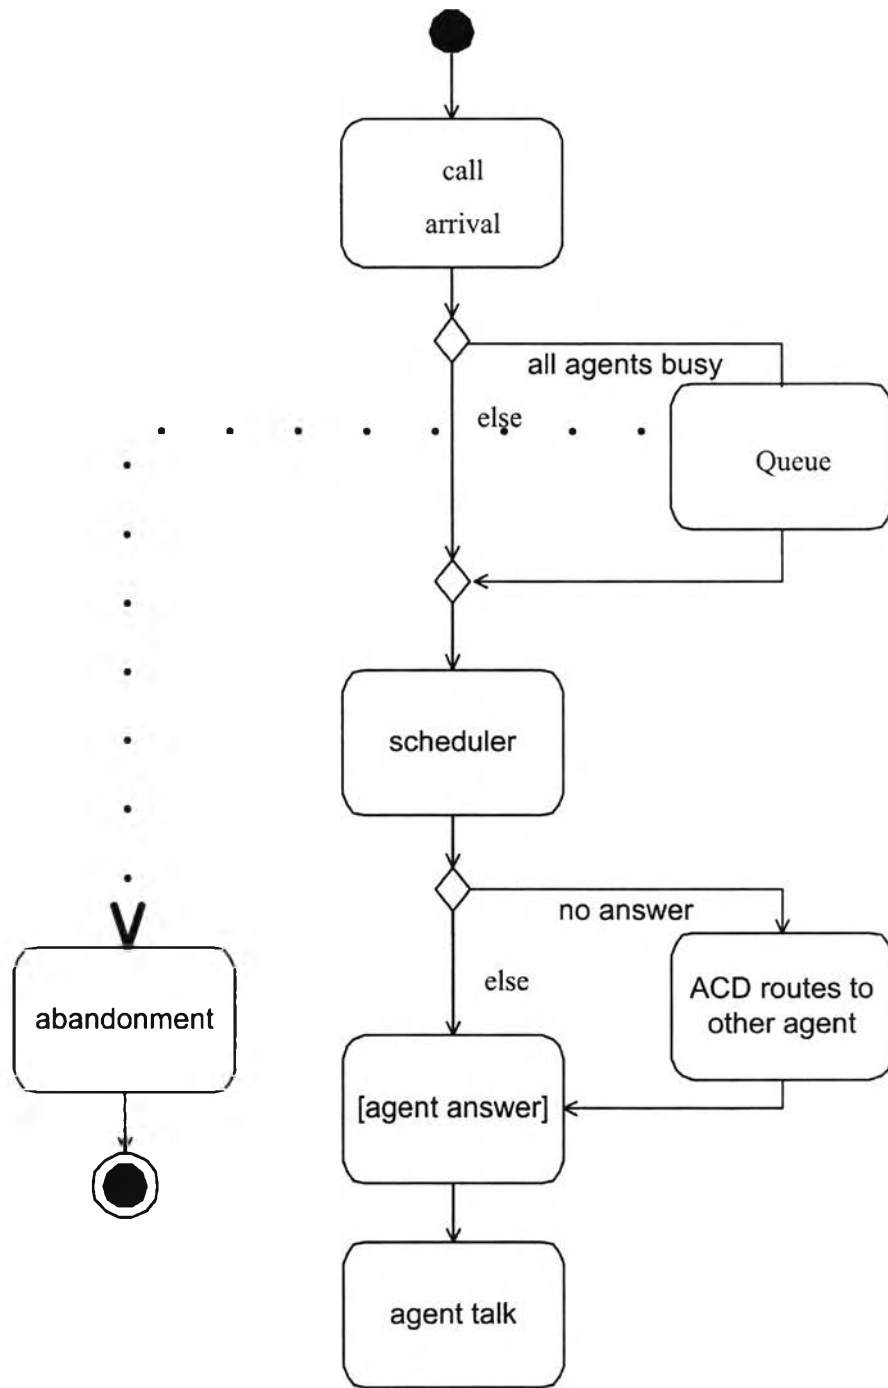 call
arrival
all agents busy
else
Queue
scheduler
no answer
else
ACD routes to
other agent
abandonment
[agent answer]
agent talk